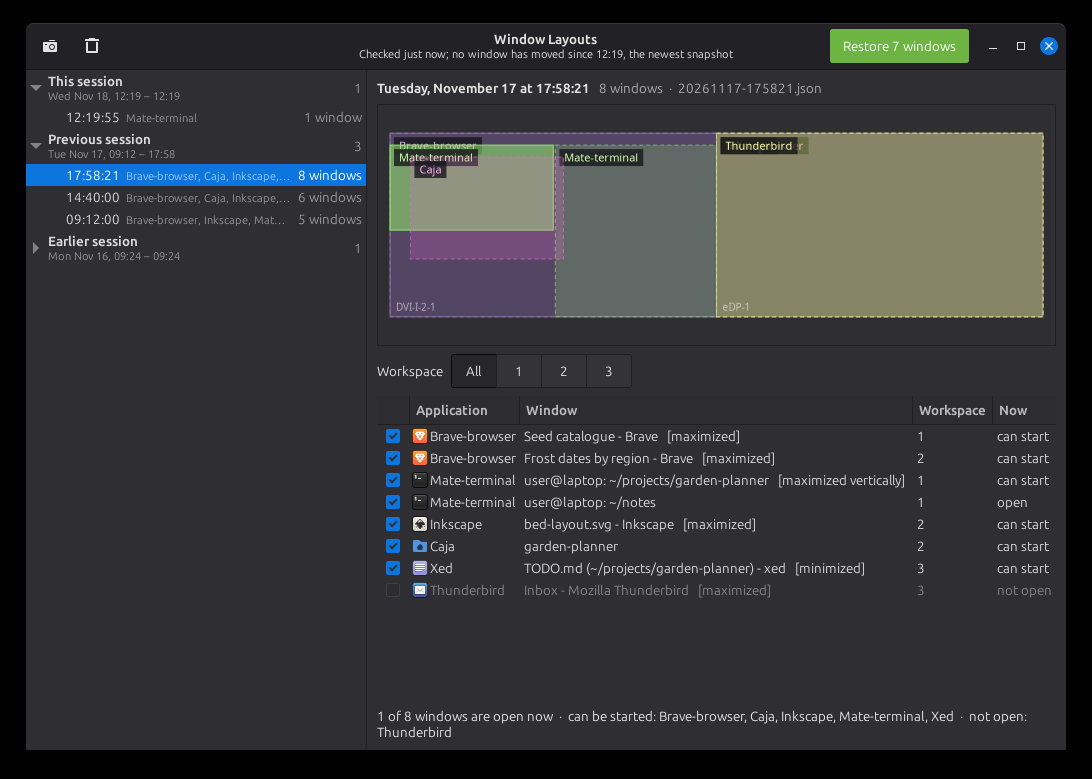 Window Layouts
Checked just now; no window has moved since 12:19, the newest snapshot
Restore 7 windows
This session 1
Wed Nov 18, 12:19 – 12:19
12:19:55 Mate-terminal 1 window
Previous session 3
Tue Nov 17, 09:12 – 17:58
17:58:21 Brave-browser, Caja, Inkscape,… 8 windows
14:40:00 Brave-browser, Caja, Inkscape,… 6 windows
09:12:00 Brave-browser, Inkscape, Mat… 5 windows
Earlier session 1
Mon Nov 16, 09:24 – 09:24
Tuesday, November 17 at 17:58:21 8 windows · 20261117-175821.json
Brave-browser
Mate-terminal
Caja
Mate-terminal
Thunderbird
DVI-I-2-1
eDP-1
Workspace All 1 2 3
Application Window Workspace Now
Brave-browser Seed catalogue - Brave [maximized] 1 can start
Brave-browser Frost dates by region - Brave [maximized] 2 can start
Mate-terminal user@laptop: ~/projects/garden-planner [maximized vertically] 1 can start
Mate-terminal user@laptop: ~/notes 1 open
Inkscape bed-layout.svg - Inkscape [maximized] 2 can start
Caja garden-planner 2 can start
Xed TODO.md (~/projects/garden-planner) - xed [minimized] 3 can start
Thunderbird Inbox - Mozilla Thunderbird [maximized] 3 not open
1 of 8 windows are open now · can be started: Brave-browser, Caja, Inkscape, Mate-terminal, Xed · not open:
Thunderbird